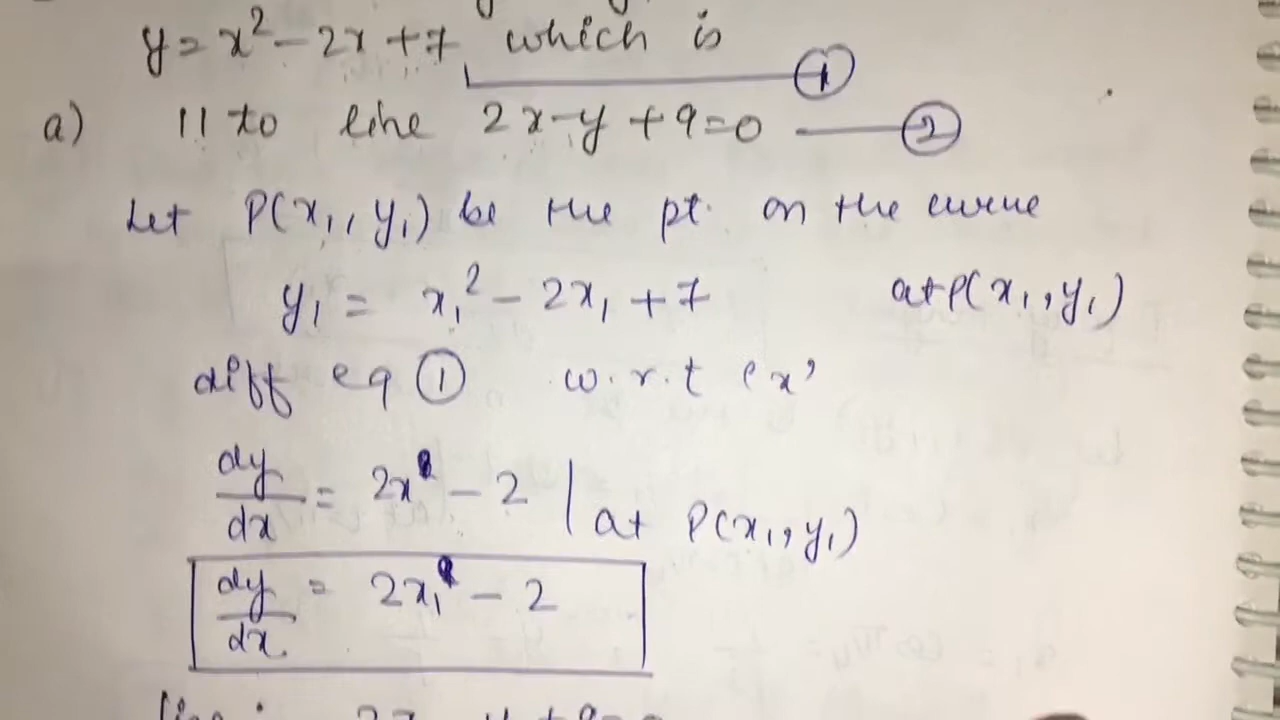 y = x² - 2x + 7 which is ①
a) || to line 2x - y + 9 = 0 —— ②
Let P(x₁, y₁) be the pt. on the curve
y₁ = x₁² - 2x₁ + 7 at P(x₁, y₁)
diff eq ① w.r.t 'x'
dy/dx = 2x - 2 | at P(x₁, y₁)
dy/dx = 2x₁ - 2